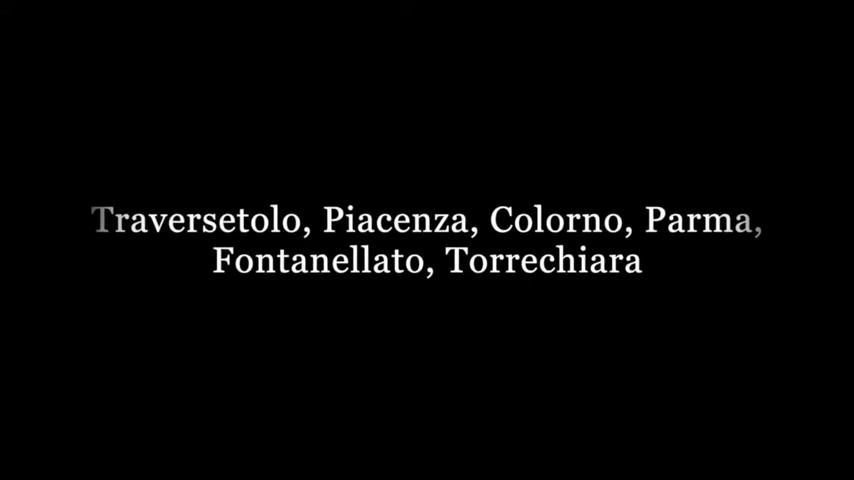 Traversetolo, Piacenza, Colorno, Parma,
Fontanellato, Torrechiara